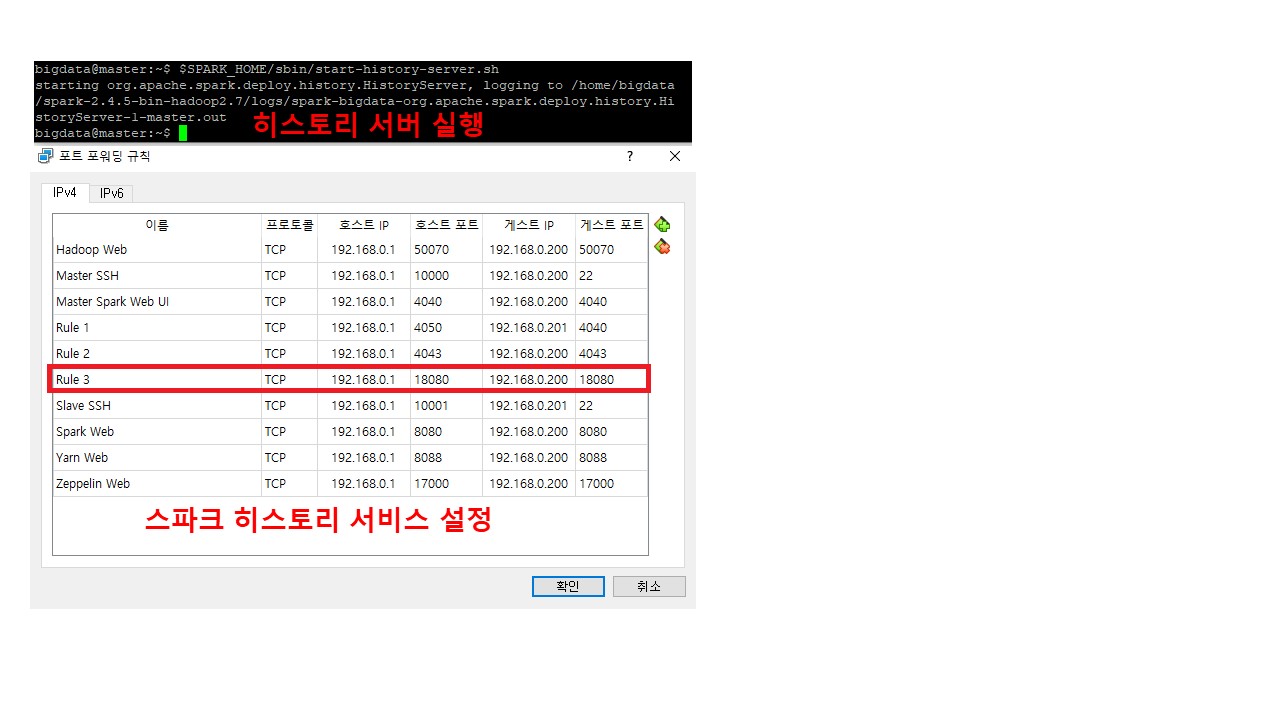 bigdata@master:~$ $SPARK_HOME/sbin/start-history-server.sh
starting org.apache.spark.deploy.history.HistoryServer, logging to /home/bigdata
/spark-2.4.5-bin-hadoop2.7/logs/spark-bigdata-org.apache.spark.deploy.history.Hi
storyServer-1-master.out
히스토리 서버 실행
bigdata@master:~$
포트 포워딩 규칙 ?
IPv4 IPv6
이름 프로토콜 호스트 IP 호스트 포트 게스트 IP 게스트 포트
Hadoop Web TCP 192.168.0.1 50070 192.168.0.200 50070
Master SSH TCP 192.168.0.1 10000 192.168.0.200 22
Master Spark Web UI TCP 192.168.0.1 4040 192.168.0.200 4040
Rule 1 TCP 192.168.0.1 4050 192.168.0.201 4040
Rule 2 TCP 192.168.0.1 4043 192.168.0.200 4043
Rule 3 TCP 192.168.0.1 18080 192.168.0.200 18080
Slave SSH TCP 192.168.0.1 10001 192.168.0.201 22
Spark Web TCP 192.168.0.1 8080 192.168.0.200 8080
Yarn Web TCP 192.168.0.1 8088 192.168.0.200 8088
Zeppelin Web TCP 192.168.0.1 17000 192.168.0.200 17000
스파크 히스토리 서비스 설정
확인 취소